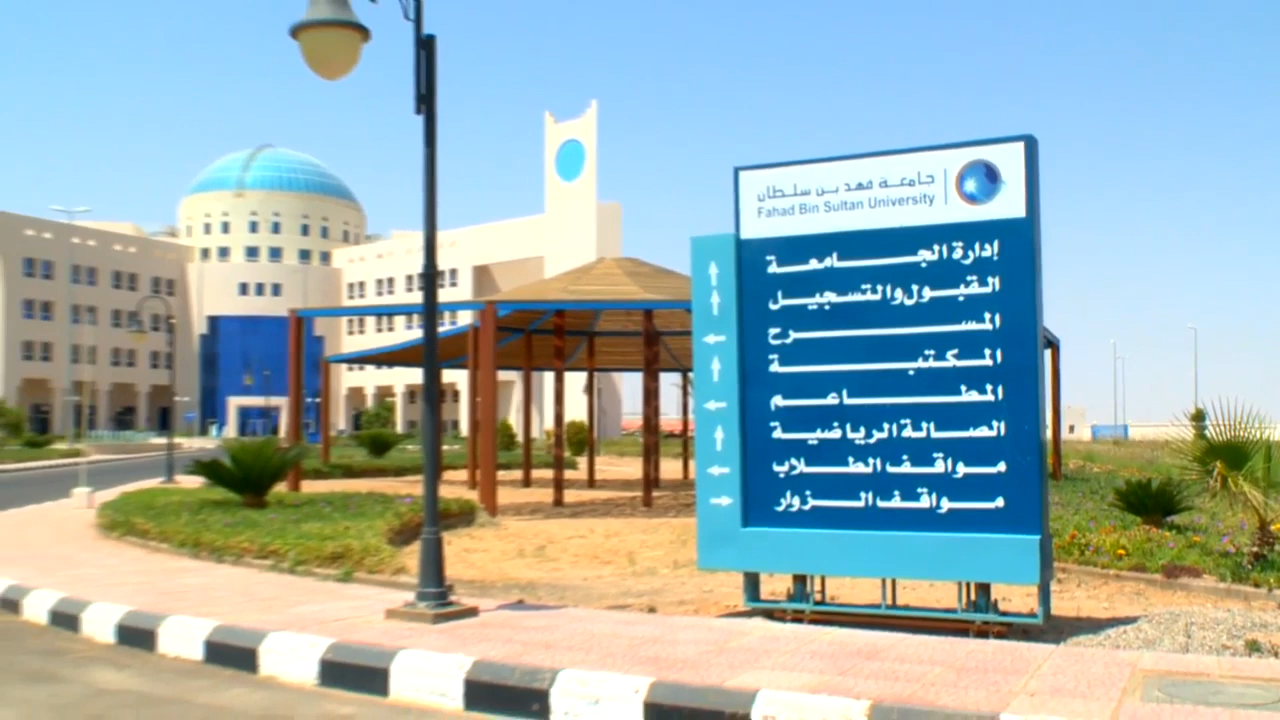 جامعة فهد بن سلطان
Fahad Bin Sultan University
إدارة الجامعة
القبول والتسجيل
المسرح
المكتبة
المطاعم
الصالة الرياضية
مواقف الطلاب
مواقف الزوار